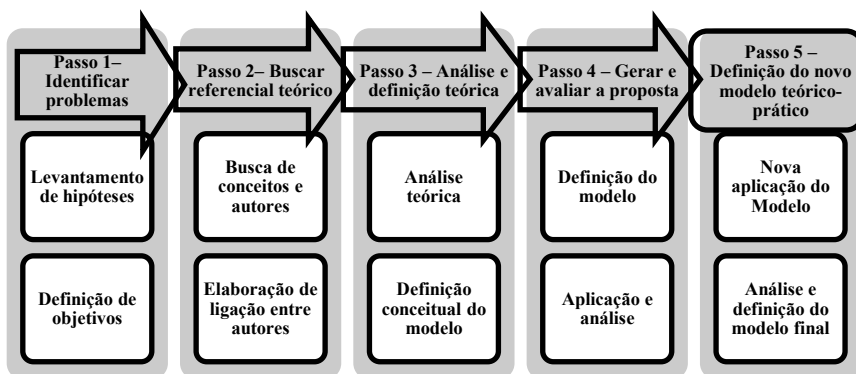 Passo 1–
Identificar
problemas
Passo 2– Buscar
referencial teórico
Passo 3 – Análise e
definição teórica
Passo 4 – Gerar e
avaliar a proposta
Passo 5 –
Definição do novo
modelo teórico-
prático
Levantamento
de hipóteses
Busca de
conceitos e
autores
Análise
teórica
Definição do
modelo
Nova
aplicação do
Modelo
Definição de
objetivos
Elaboração de
ligação entre
autores
Definição
conceitual do
modelo
Aplicação e
análise
Análise e
definição do
modelo final